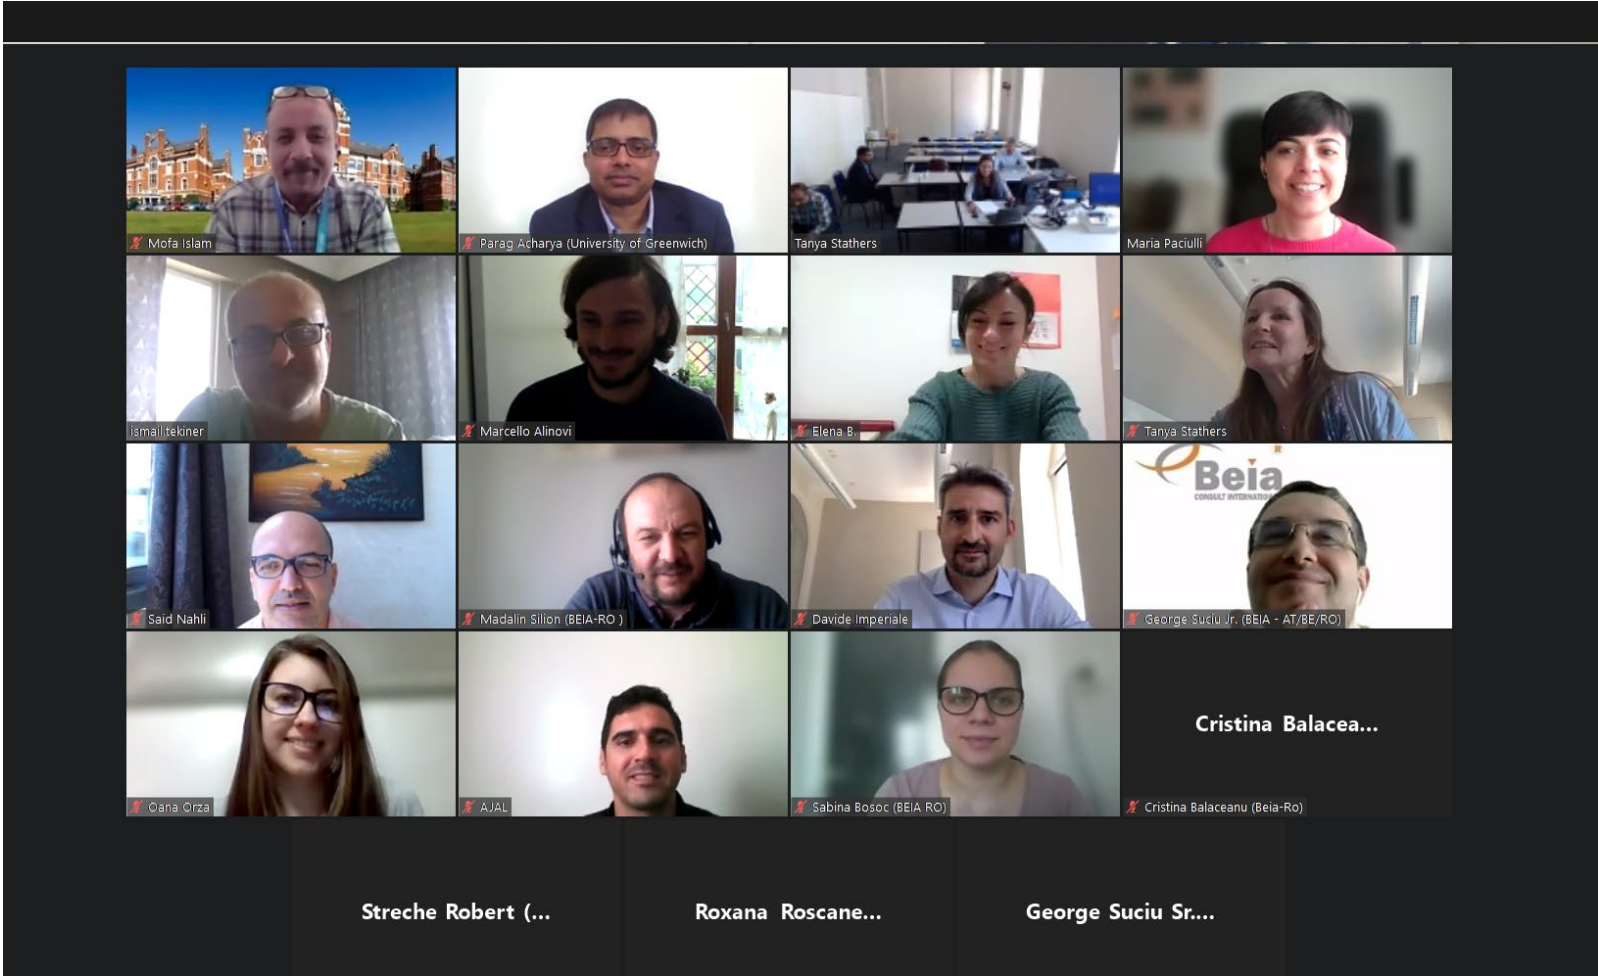 Mofa Islam
Parag Acharya (University of Greenwich)
Tanya Stathers
Maria Paciulli
ismail.tekiner
Marcello Alinovi
Elena B.
Tanya Stathers
Beia
®
CONSULT INTERNATIONAL
Said Nahli
Madalin Silion (BEIA-RO )
Davide Imperiale
George Suciu Jr. (BEIA - AT/BE/RO)
Oana Orza
AJAL
Sabina Bosoc (BEIA RO)
Cristina Balacea...
Cristina Balaceanu (Beia-Ro)
Streche Robert (...
Roxana Roscane...
George Suciu Sr....